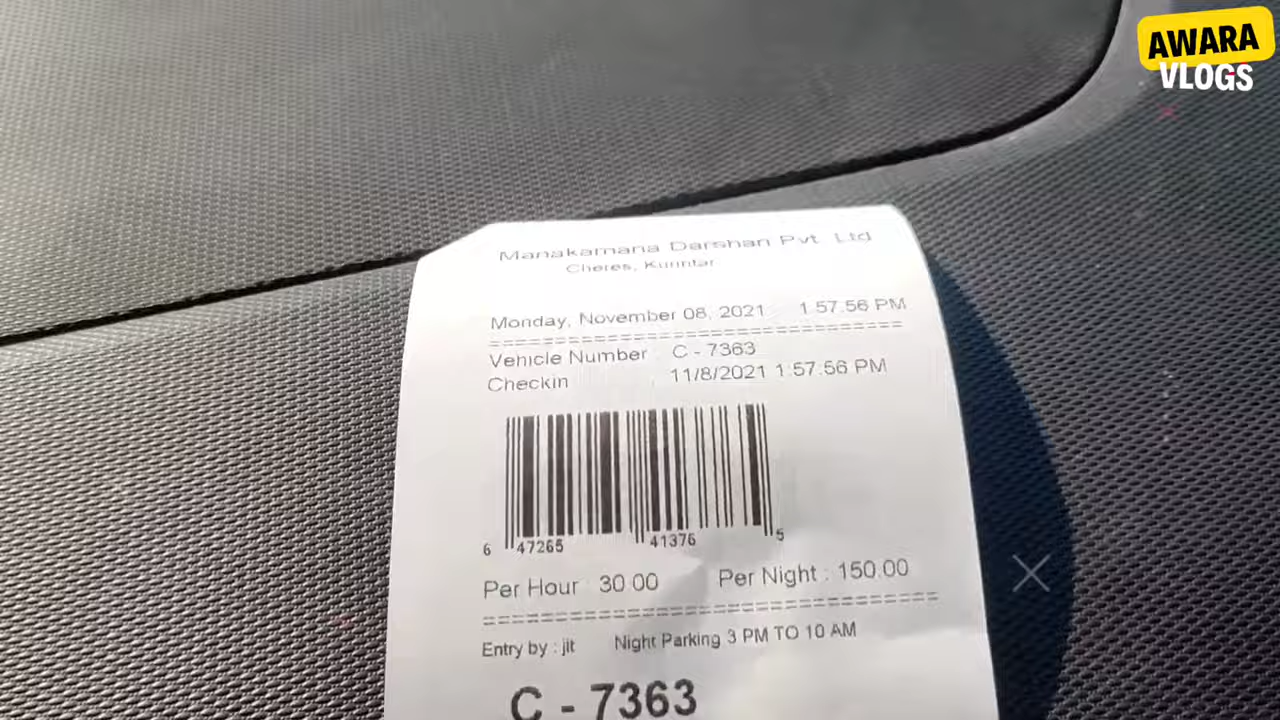 AWARA
VLOGS
Manakamana Darshan Pvt. Ltd
Cheres, Kurintar
Monday, November 08, 2021 1:57:56 PM
==================================
Vehicle Number : C - 7363
Checkin 11/8/2021 1:57:56 PM
6 47265 41376 5
Per Hour : 30.00 Per Night : 150.00
==================================
Entry by : jit Night Parking 3 PM TO 10 AM
C - 7363